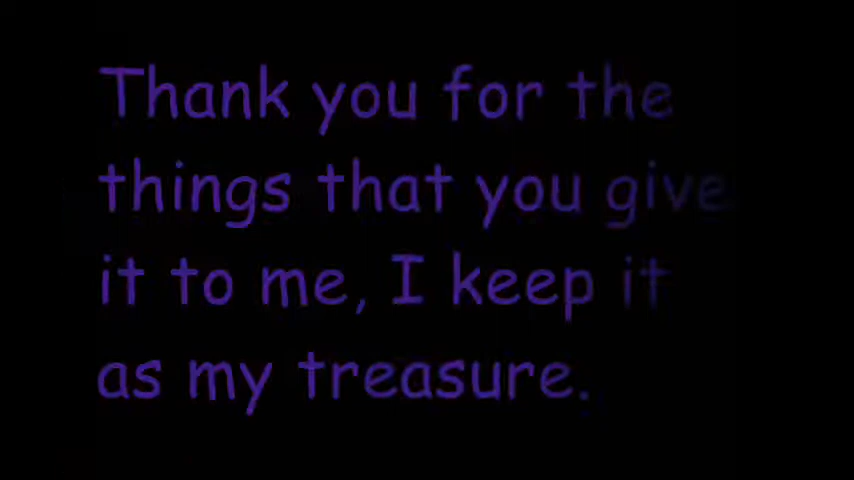 Thank you for the
things that you give
it to me, I keep it
as my treasure.